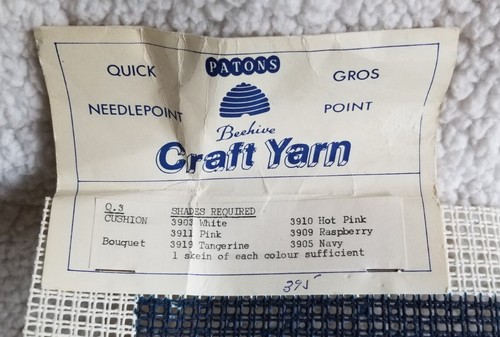 PATONS
QUICK GROS
NEEDLEPOINT POINT
Beehive
Craft Yarn
Q.3 SHADES REQUIRED
CUSHION 3903 White 3910 Hot Pink
3911 Pink 3909 Raspberry
Bouquet 3919 Tangerine 3905 Navy
1 skein of each colour sufficient
395